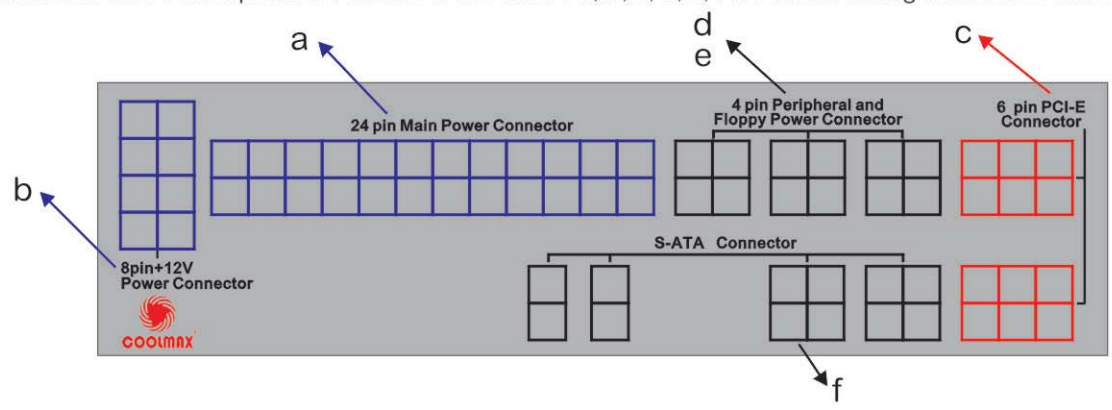 a
d
e
c
24 pin Main Power Connector
4 pin Peripheral and
Floppy Power Connector
6 pin PCI-E
Connector
b
S-ATA Connector
8pin+12V
Power Connector
COOLMAX
f